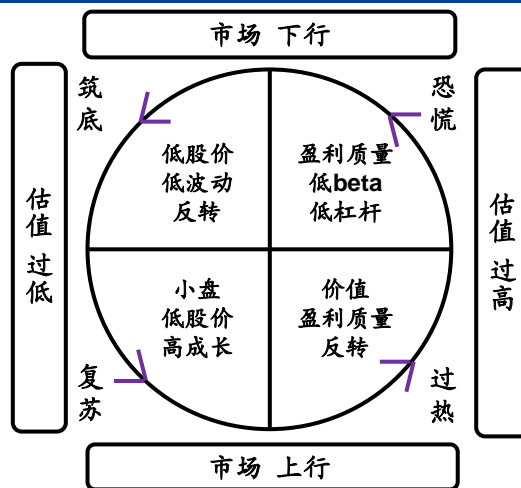 市场 下行
筑
底
恐
慌
低股价
低波动
反转
盈利质量
低beta
低杠杆
估
值
过
低
估
值
过
高
小盘
低股价
高成长
价值
盈利质量
反转
复
苏
过
热
市场 上行